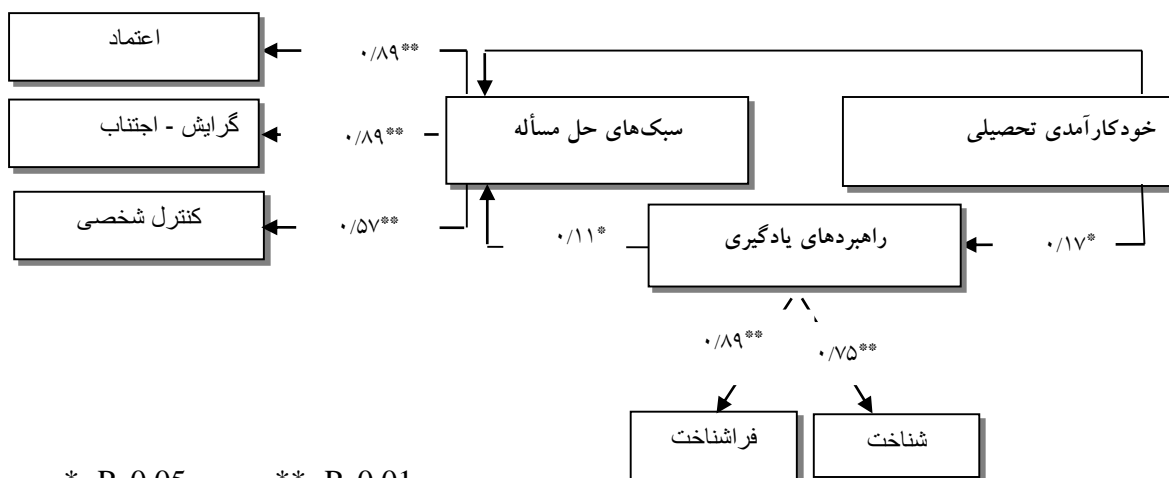 اعتماد
۰/۸۹**
گرایش - اجتناب
۰/۸۹**
سبک‌های حل مسأله
خودکارآمدی تحصیلی
کنترل شخصی
۰/۵۷**
۰/۱۱*
راهبردهای یادگیری
۰/۱۷*
۰/۸۹**
۰/۷۵**
فراشناخت
شناخت